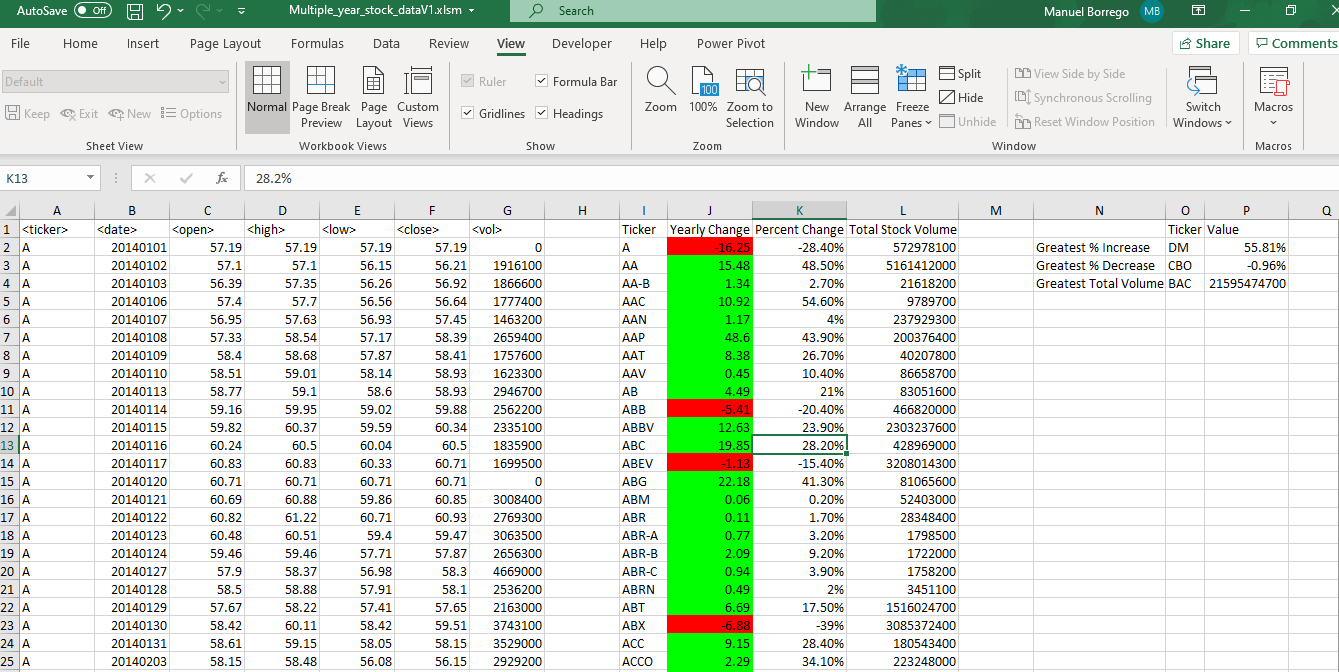 AutoSave Off Multiple_year_stock_dataV1.xlsm Search Manuel Borrego MB
File Home Insert Page Layout Formulas Data Review View Developer Help Power Pivot Share Comments
Default
Keep Exit New Options
Sheet View
Normal Page Break Preview Page Layout Custom Views
Workbook Views
Ruler Formula Bar
Gridlines Headings
Show
Zoom 100% Zoom to Selection
100
Zoom
New Window Arrange All Freeze Panes
Split View Side by Side
Hide Synchronous Scrolling
Unhide Reset Window Position
Switch Windows
Window
Macros
Macros
K13 fx 28.2%
A B C D E F G H I J K L M N O P Q
1 <ticker> <date> <open> <high> <low> <close> <vol> Ticker Yearly Change Percent Change Total Stock Volume Ticker Value
2 A 20140101 57.19 57.19 57.19 57.19 0 A -16.25 -28.40% 572978100 Greatest % Increase DM 55.81%
3 A 20140102 57.1 57.1 56.15 56.21 1916100 AA 15.48 48.50% 5161412000 Greatest % Decrease CBO -0.96%
4 A 20140103 56.39 57.35 56.26 56.92 1866600 AA-B 1.34 2.70% 21618200 Greatest Total Volume BAC 21595474700
5 A 20140106 57.4 57.7 56.56 56.64 1777400 AAC 10.92 54.60% 9789700
6 A 20140107 56.95 57.63 56.93 57.45 1463200 AAN 1.17 4% 237929300
7 A 20140108 57.33 58.54 57.17 58.39 2659400 AAP 48.6 43.90% 200376400
8 A 20140109 58.4 58.68 57.87 58.41 1757600 AAT 8.38 26.70% 40207800
9 A 20140110 58.51 59.01 58.14 58.93 1623300 AAV 0.45 10.40% 86658700
10 A 20140113 58.77 59.1 58.6 58.93 2946700 AB 4.49 21% 83051600
11 A 20140114 59.16 59.95 59.02 59.88 2562200 ABB -5.41 -20.40% 466820000
12 A 20140115 59.82 60.37 59.59 60.34 2335100 ABBV 12.63 23.90% 2303237600
13 A 20140116 60.24 60.5 60.04 60.5 1835900 ABC 19.85 28.20% 428969000
14 A 20140117 60.83 60.83 60.33 60.71 1699500 ABEV -1.13 -15.40% 3208014300
15 A 20140120 60.71 60.71 60.71 60.71 0 ABG 22.18 41.30% 81065600
16 A 20140121 60.69 60.88 59.86 60.85 3008400 ABM 0.06 0.20% 52403000
17 A 20140122 60.82 61.22 60.71 60.93 2769300 ABR 0.11 1.70% 28348400
18 A 20140123 60.48 60.51 59.4 59.47 3063500 ABR-A 0.77 3.20% 1798500
19 A 20140124 59.46 59.46 57.71 57.87 2656300 ABR-B 2.09 9.20% 1722000
20 A 20140127 57.9 58.37 56.98 58.3 4669000 ABR-C 0.94 3.90% 1758200
21 A 20140128 58.5 58.88 57.91 58.1 2536200 ABRN 0.49 2% 3451100
22 A 20140129 57.67 58.22 57.41 57.65 2163000 ABT 6.69 17.50% 1516024700
23 A 20140130 58.42 60.11 58.42 59.51 3743100 ABX -6.88 -39% 3085372400
24 A 20140131 58.61 59.15 58.05 58.15 3529000 ACC 9.15 28.40% 180543400
25 A 20140203 58.15 58.48 56.08 56.15 2929200 ACCO 2.29 34.10% 223248000